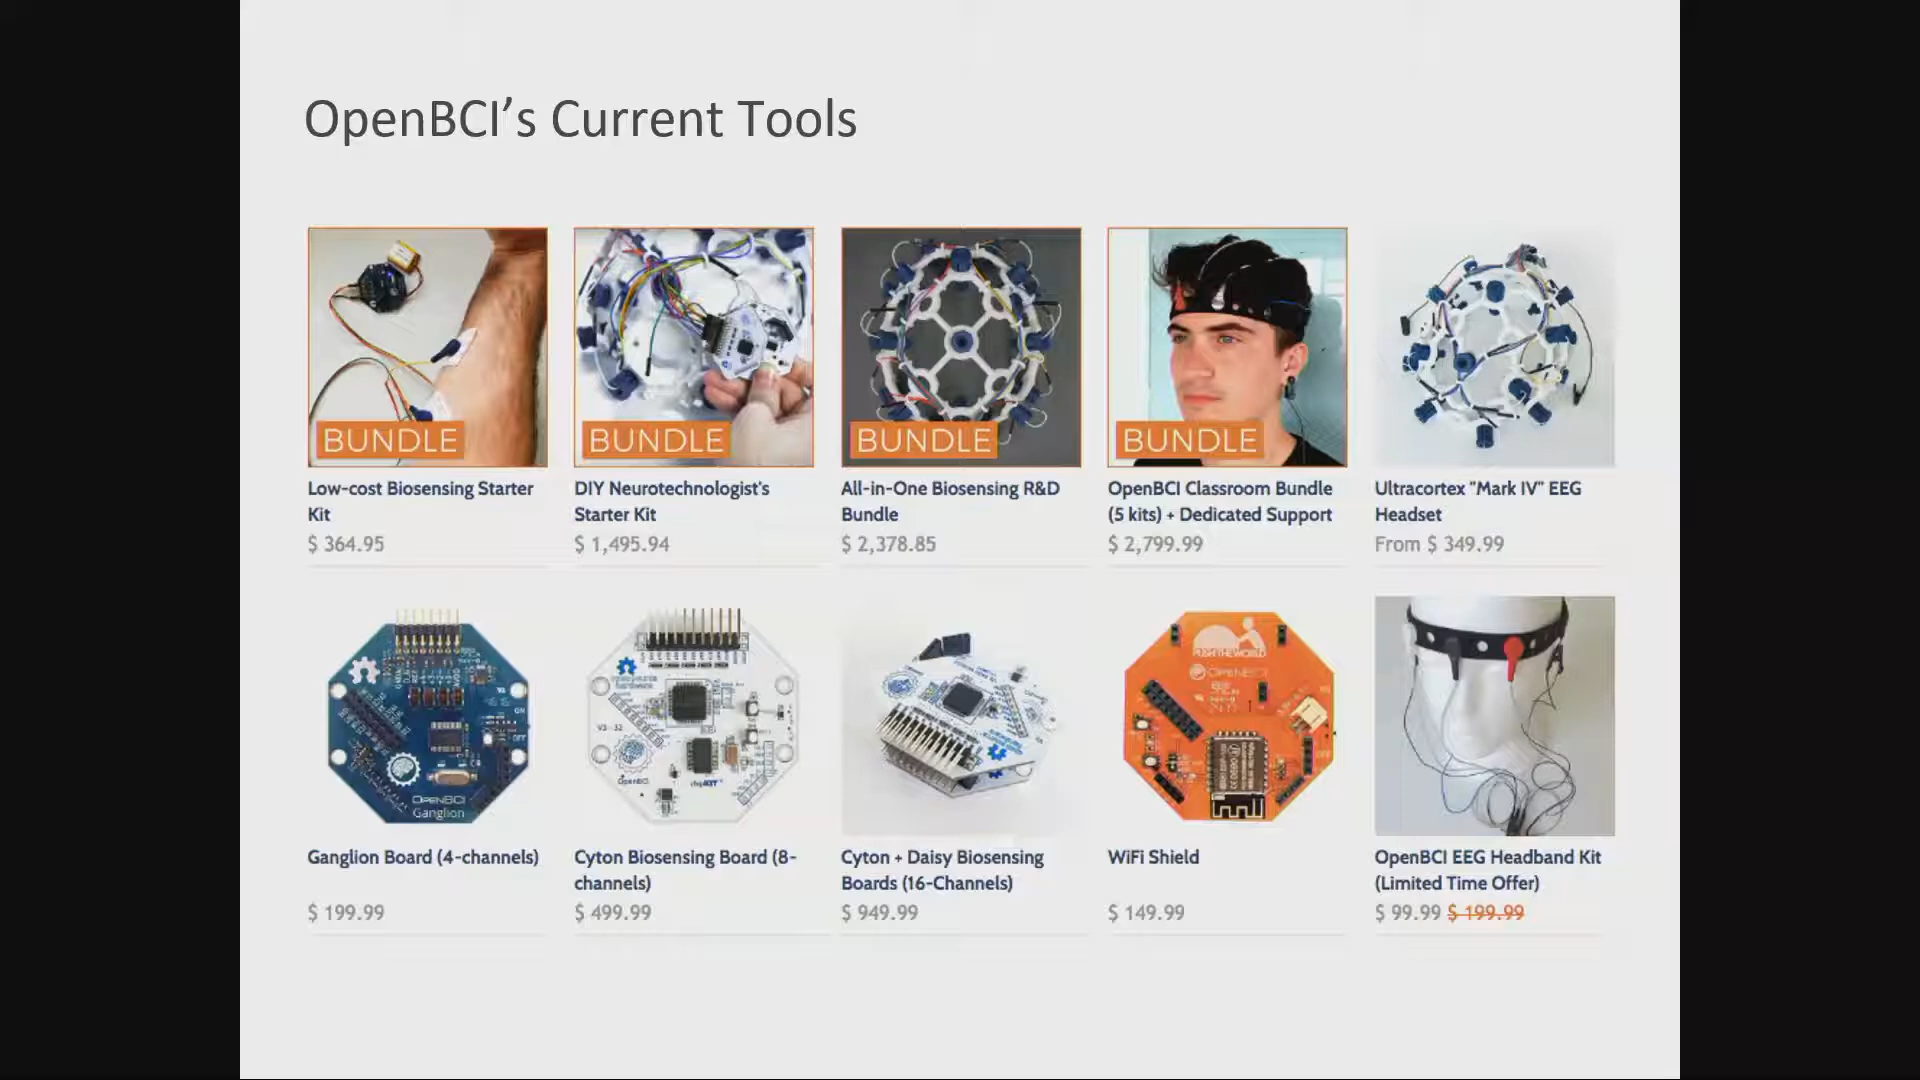 OpenBCI’s Current Tools
BUNDLE
BUNDLE
BUNDLE
BUNDLE
Low-cost Biosensing Starter
Kit
$ 364.95
DIY Neurotechnologist's
Starter Kit
$ 1,495.94
All-in-One Biosensing R&D
Bundle
$ 2,378.85
OpenBCI Classroom Bundle
(5 kits) + Dedicated Support
$ 2,799.99
Ultracortex "Mark IV" EEG
Headset
From $ 349.99
OpenBCI
Ganglion
OpenBCI
chipKIT
PUSHTHEWORLD
OPENBCI
Ganglion Board (4-channels)
$ 199.99
Cyton Biosensing Board (8-
channels)
$ 499.99
Cyton + Daisy Biosensing
Boards (16-Channels)
$ 949.99
WiFi Shield
$ 149.99
OpenBCI EEG Headband Kit
(Limited Time Offer)
$ 99.99 $ 199.99